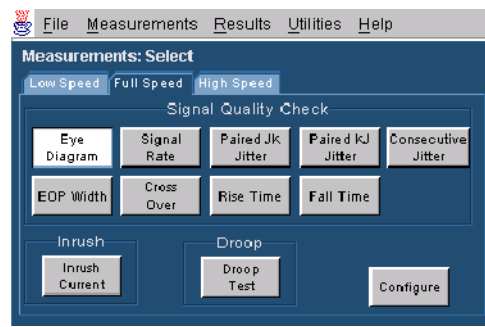 File Measurements Results Utilities Help
Measurements: Select
Low Speed Full Speed High Speed
Signal Quality Check
Eye Diagram
Signal Rate
Paired JK Jitter
Paired KJ Jitter
Consecutive Jitter
EOP Width
Cross Over
Rise Time
Fall Time
Inrush
Inrush Current
Droop
Droop Test
Configure